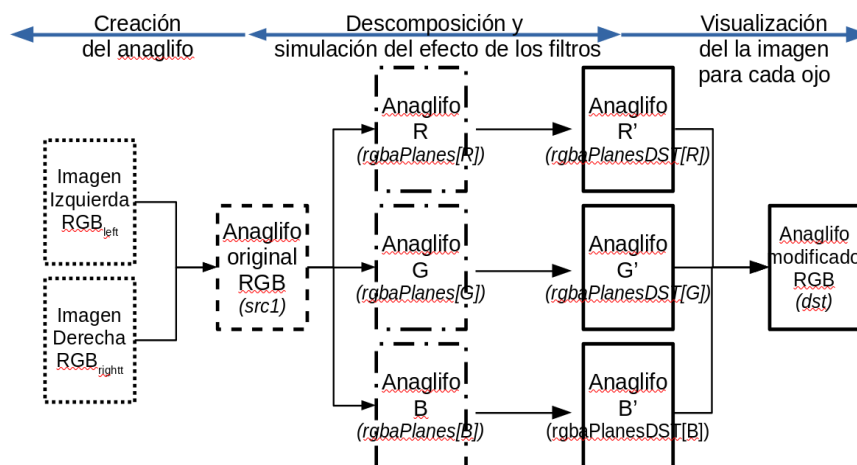 Creación
del anaglifo
Descomposición y
simulación del efecto de los filtros
Visualización
del la imagen
para cada ojo
Imagen
Izquierda
RGBleft
Imagen
Derecha
RGBrightt
Anaglifo
original
RGB
(src1)
Anaglifo
R
(rgbaPlanes[R])
Anaglifo
G
(rgbaPlanes[G])
Anaglifo
B
(rgbaPlanes[B])
Anaglifo
R’
(rgbaPlanesDST[R])
Anaglifo
G’
(rgbaPlanesDST[G])
Anaglifo
B’
(rgbaPlanesDST[B])
Anaglifo
modificado
RGB
(dst)